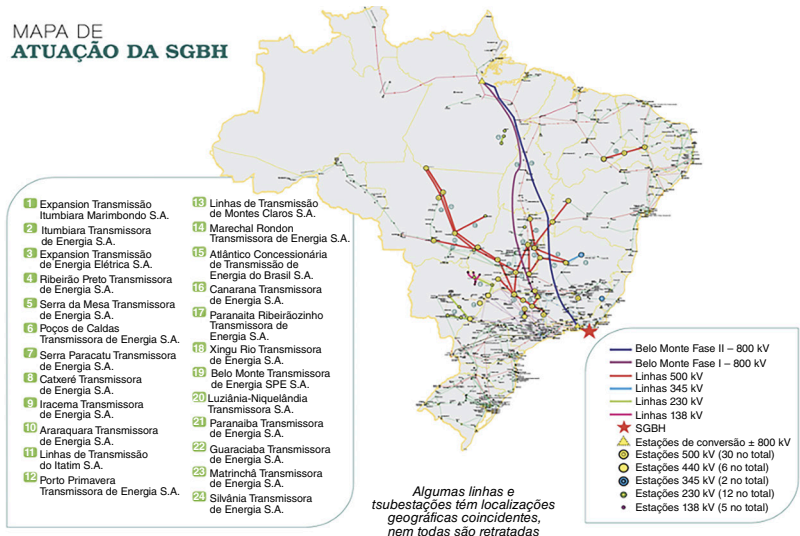 MAPA DE
ATUAÇÃO DA SGBH
1 Expansion Transmissão
Itumbiara Marimbondo S.A.
2 Itumbiara Transmissora
de Energia S.A.
3 Expansion Transmissão
de Energia Elétrica S.A.
4 Ribeirão Preto Transmissora
de Energia S.A.
5 Serra da Mesa Transmissora
de Energia S.A.
6 Poços de Caldas
Transmissora de Energia S.A.
7 Serra Paracatu Transmissora
de Energia S.A.
8 Catxerê Transmissora
de Energia S.A.
9 Iracema Transmissora
de Energia S.A.
10 Araraquara Transmissora
de Energia S.A.
11 Linhas de Transmissão
do Itatim S.A.
12 Porto Primavera
Transmissora de Energia S.A.
13 Linhas de Transmissão
de Montes Claros S.A.
14 Marechal Rondon
Transmissora de Energia S.A.
15 Atlântico Concessionária
de Transmissão de
Energia do Brasil S.A.
16 Canarana Transmissora
de Energia S.A.
17 Paranaita Ribeirãozinho
Transmissora de
Energia S.A.
18 Xingu Rio Transmissora
de Energia S.A.
19 Belo Monte Transmissora
de Energia SPE S.A.
20 Luziânia-Niquelândia
Transmissora S.A.
21 Paranaiba Transmissora
de Energia S.A.
22 Guaraciaba Transmissora
de Energia S.A.
23 Matrinchã Transmissora
de Energia S.A.
24 Silvânia Transmissora
de Energia S.A.
Algumas linhas e
tsubestações têm localizações
geográficas coincidentes,
nem todas são retratadas
Belo Monte Fase II – 800 kV
Belo Monte Fase I – 800 kV
Linhas 500 kV
Linhas 345 kV
Linhas 230 kV
Linhas 138 kV
SGBH
Estações de conversão ± 800 kV
Estações 500 kV (30 no total)
Estações 440 kV (6 no total)
Estações 345 kV (2 no total)
Estações 230 kV (12 no total)
Estações 138 kV (5 no total)